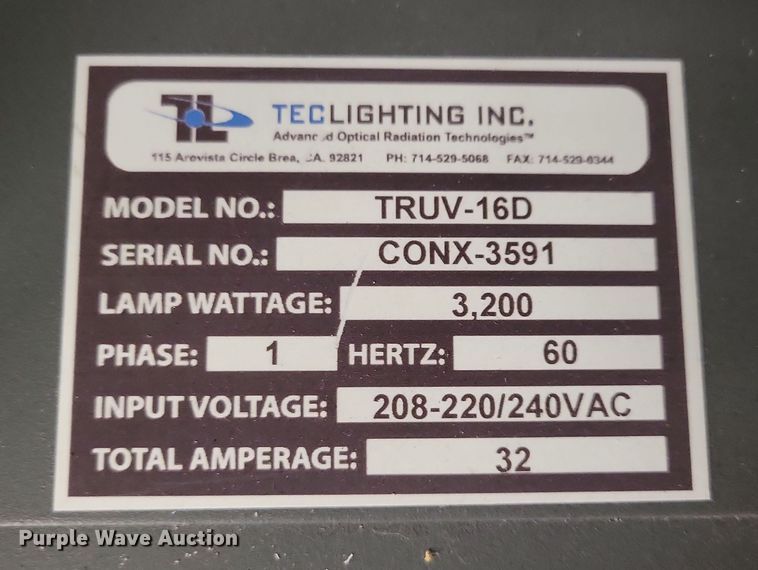 TL TECLIGHTING INC.
Advanc d Optical Radiation Technologies™
115 Arovista Circle Brea, CA. 92821 PH: 714-529-5068 FAX: 714-529-6344
MODEL NO.: TRUV-16D
SERIAL NO.: CONX-3591
LAMP WATTAGE: 3,200
PHASE: 1 HERTZ: 60
INPUT VOLTAGE: 208-220/240VAC
TOTAL AMPERAGE: 32
Purple Wave Auction